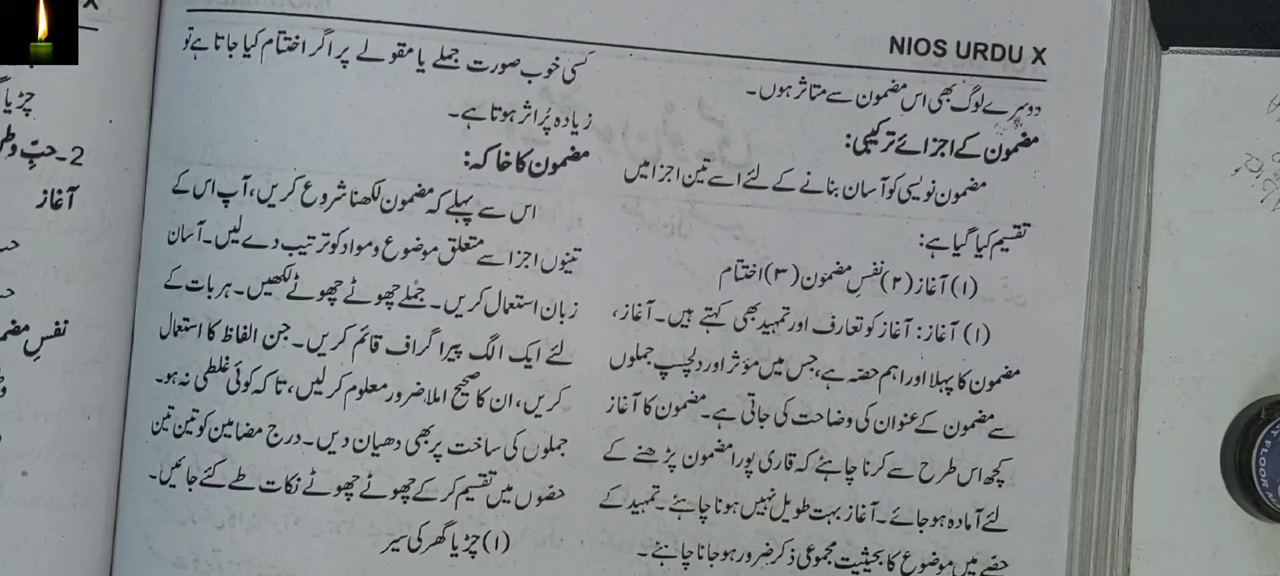 NIOS URDU X
دوسرے لوگ بھی اس مضمون سے متاثر ہوں۔
مضمون کے اجزائے ترکیبی:
مضمون نویسی کو آسان بنانے کے لئے اسے تین اجزا میں
تقسیم کیا گیا ہے:
(۱) آغاز (۲) نفسِ مضمون (۳) اختتام
(۱) آغاز: آغاز کو تعارف اور تمہید بھی کہتے ہیں۔ آغاز،
مضمون کا پہلا اور اہم حصّہ ہے، جس میں مؤثر اور دلچسپ جملوں
سے مضمون کے عنوان کی وضاحت کی جاتی ہے۔ مضمون کا آغاز
کچھ اس طرح سے کرنا چاہئے کہ قاری پورا مضمون پڑھنے کے
لئے آمادہ ہو جائے۔ آغاز بہت طویل نہیں ہونا چاہئے۔ تمہید کے
حصّے میں موضوع کا بحیثیت مجموعی ذکر ضرور ہو جانا چاہئے۔
کسی خوب صورت جملے یا مقولے پر اگر اختتام کیا جاتا ہے تو
زیادہ پُر اثر ہوتا ہے۔
مضمون کا خاکہ:
اس سے پہلے کہ مضمون لکھنا شروع کریں، آپ اس کے
تینوں اجزا سے متعلق موضوع و مواد کو ترتیب دے لیں۔ آسان
زبان استعمال کریں۔ جملے چھوٹے چھوٹے لکھیں۔ ہر بات کے
لئے ایک الگ پیراگراف قائم کریں۔ جن الفاظ کا استعمال
کریں، ان کا صحیح املا ضرور معلوم کر لیں، تا کہ کوئی غلطی نہ ہو۔
جملوں کی ساخت پر بھی دھیان دیں۔ درج مضامین کو تین تین
حصّوں میں تقسیم کر کے چھوٹے چھوٹے نکات طے کئے جائیں۔
(۱) چڑیا گھر کی سیر
X
چڑیا
2۔ حبِّ وط
آغاز
نفسِ مضم